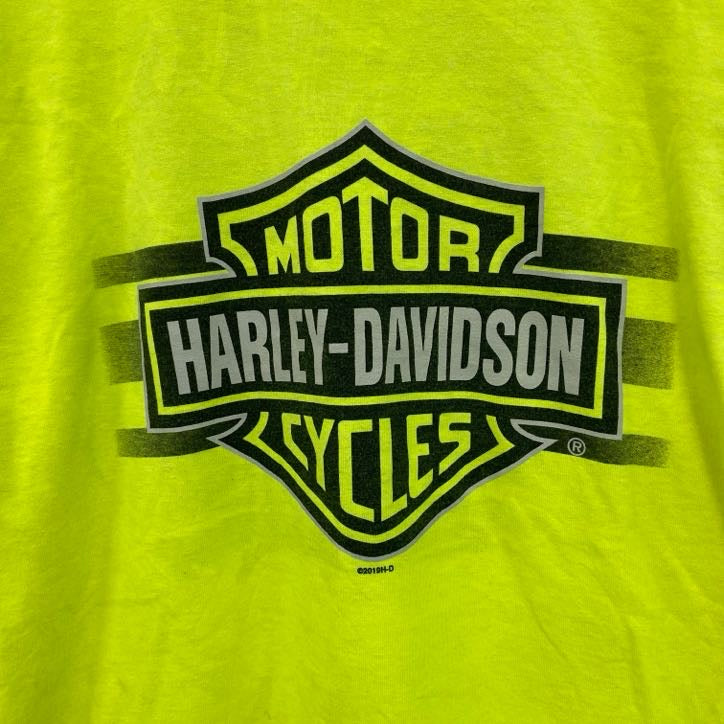 MOTOR
HARLEY-DAVIDSON
CYCLES
®
©2019H-D